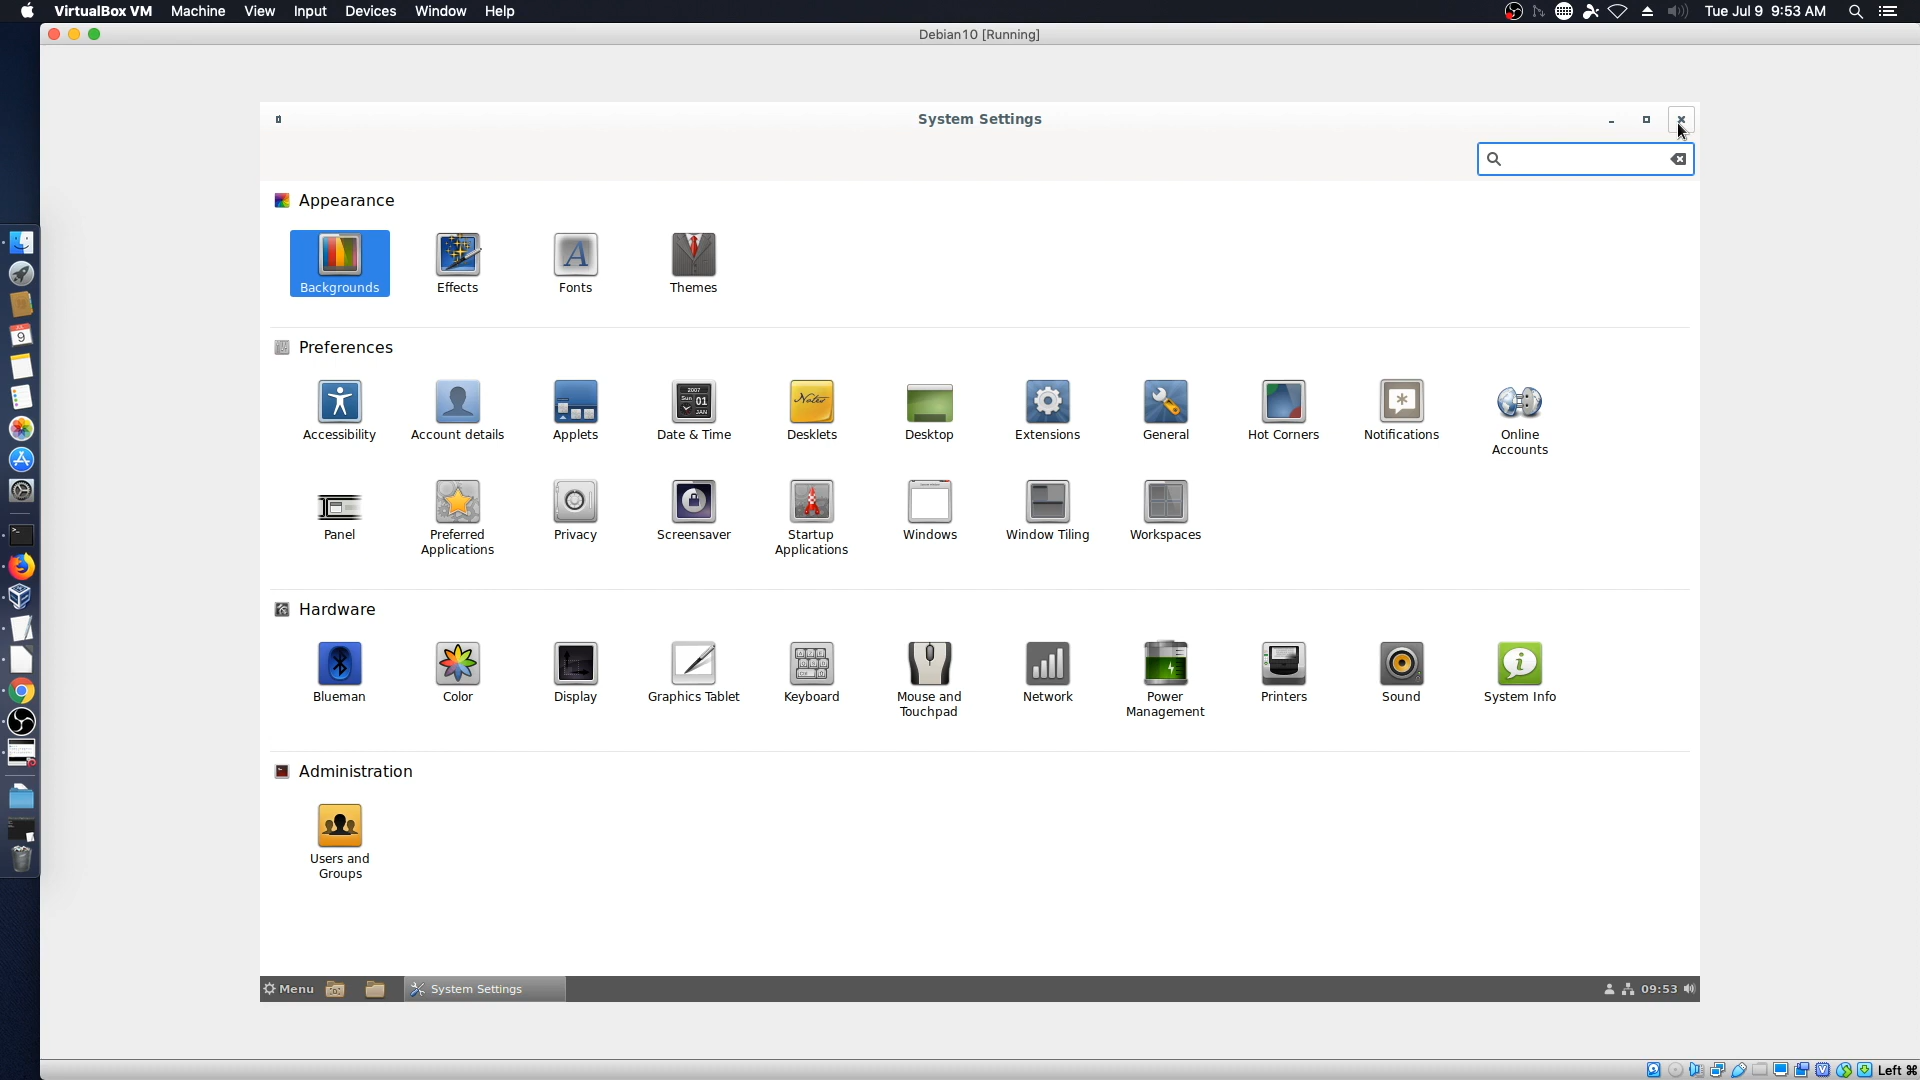 VirtualBox VM Machine View Input Devices Window Help Tue Jul 9 9:53 AM
Debian10 [Running]
System Settings
Appearance
Backgrounds Effects Fonts Themes
Preferences
Accessibility Account details Applets Date & Time Desklets Desktop Extensions General Hot Corners Notifications Online
Accounts
Panel Preferred Privacy Screensaver Startup Windows Window Tiling Workspaces
Applications Applications
Hardware
Blueman Color Display Graphics Tablet Keyboard Mouse and Network Power Printers Sound System Info
Touchpad Management
Administration
Users and
Groups
Menu System Settings 09:53
Left ⌘